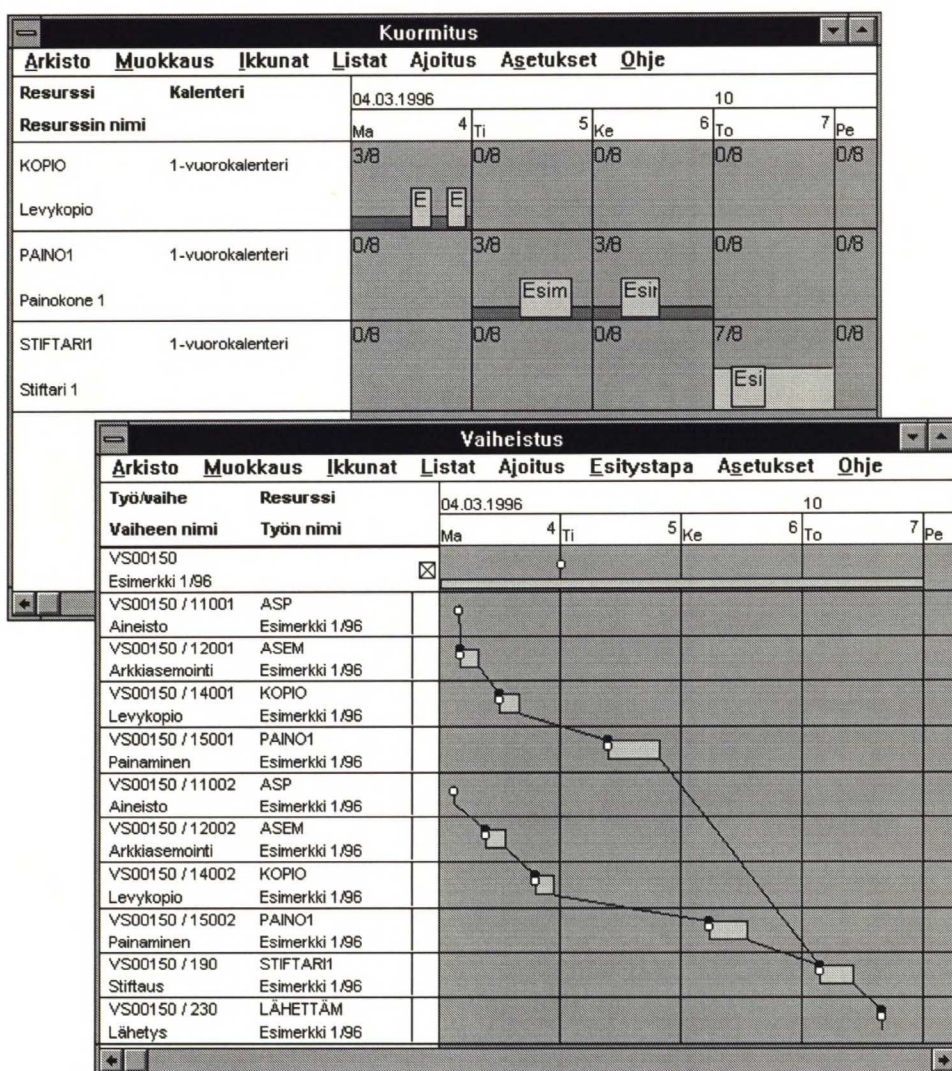 Kuormitus
Arkisto Muokkaus Ikkunat Listat Ajoitus Asetukset Ohje
Resurssi Kalenteri 04.03.1996 10
Resurssin nimi Ma 4 Ti 5 Ke 6 To 7 Pe
KOPIO 1-vuorokalenteri 3/8 0/8 0/8 0/8 0/8
Levykopio E E
PAINO1 1-vuorokalenteri 0/8 3/8 3/8 0/8 0/8
Painokone 1 Esim Esim
STIFTARI1 1-vuorokalenteri 0/8 0/8 0/8 7/8 0/8
Stiftari 1 Esi
Vaiheistus
Arkisto Muokkaus Ikkunat Listat Ajoitus Esitystapa Asetukset Ohje
Työ/vaihe Resurssi 04.03.1996 10
Vaiheen nimi Työn nimi Ma 4 Ti 5 Ke 6 To 7 Pe
VS00150
Esimerkki 1/96
VS00150 / 11001 ASP
Aineisto Esimerkki 1/96
VS00150 / 12001 ASEM
Arkkiasemointi Esimerkki 1/96
VS00150 / 14001 KOPIO
Levykopio Esimerkki 1/96
VS00150 / 15001 PAINO1
Painaminen Esimerkki 1/96
VS00150 / 11002 ASP
Aineisto Esimerkki 1/96
VS00150 / 12002 ASEM
Arkkiasemointi Esimerkki 1/96
VS00150 / 14002 KOPIO
Levykopio Esimerkki 1/96
VS00150 / 15002 PAINO1
Painaminen Esimerkki 1/96
VS00150 / 190 STIFTARI1
Stiftaus Esimerkki 1/96
VS00150 / 230 LÄHETTÄM
Lähetys Esimerkki 1/96